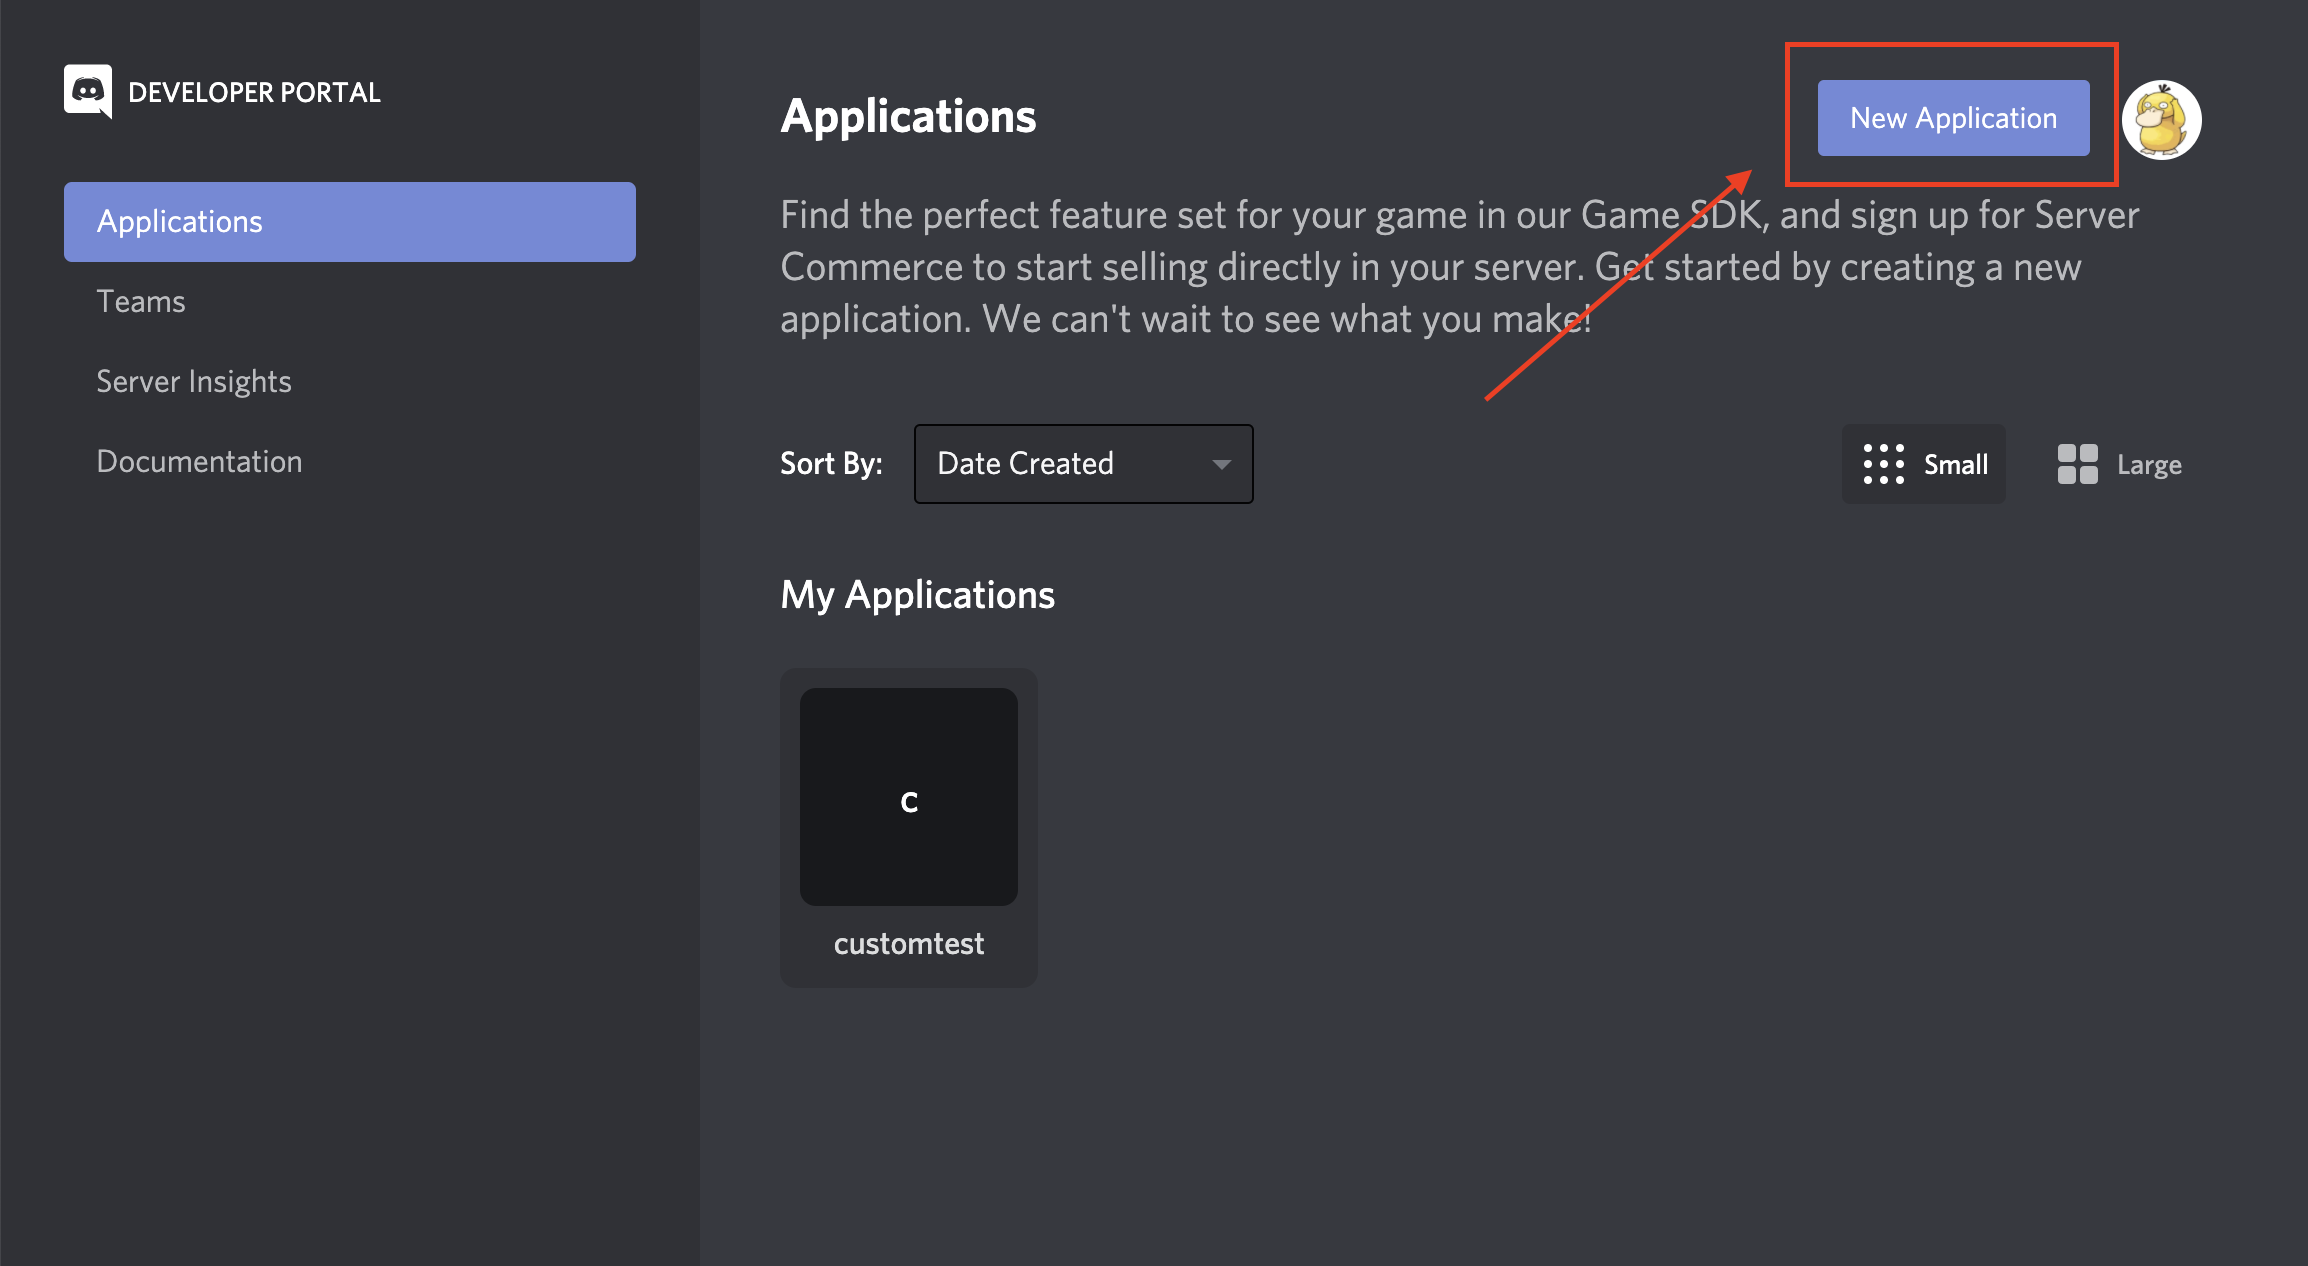 DEVELOPER PORTAL
Applications
Teams
Server Insights
Documentation
Applications
New Application
Find the perfect feature set for your game in our Game SDK, and sign up for Server
Commerce to start selling directly in your server. Get started by creating a new
application. We can't wait to see what you make!
Sort By:
Date Created
Small
Large
My Applications
c
customtest